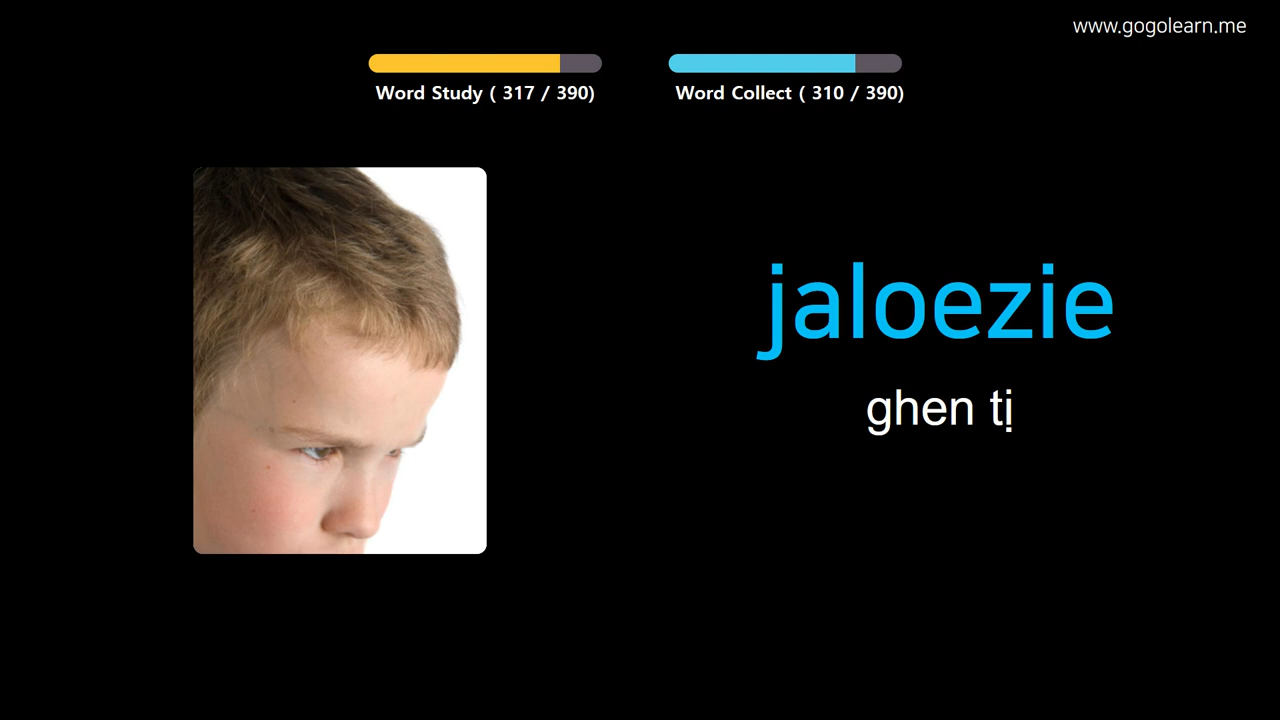 www.gogolearn.me
Word Study ( 317 / 390)
Word Collect ( 310 / 390)
jaloezie
ghen tị